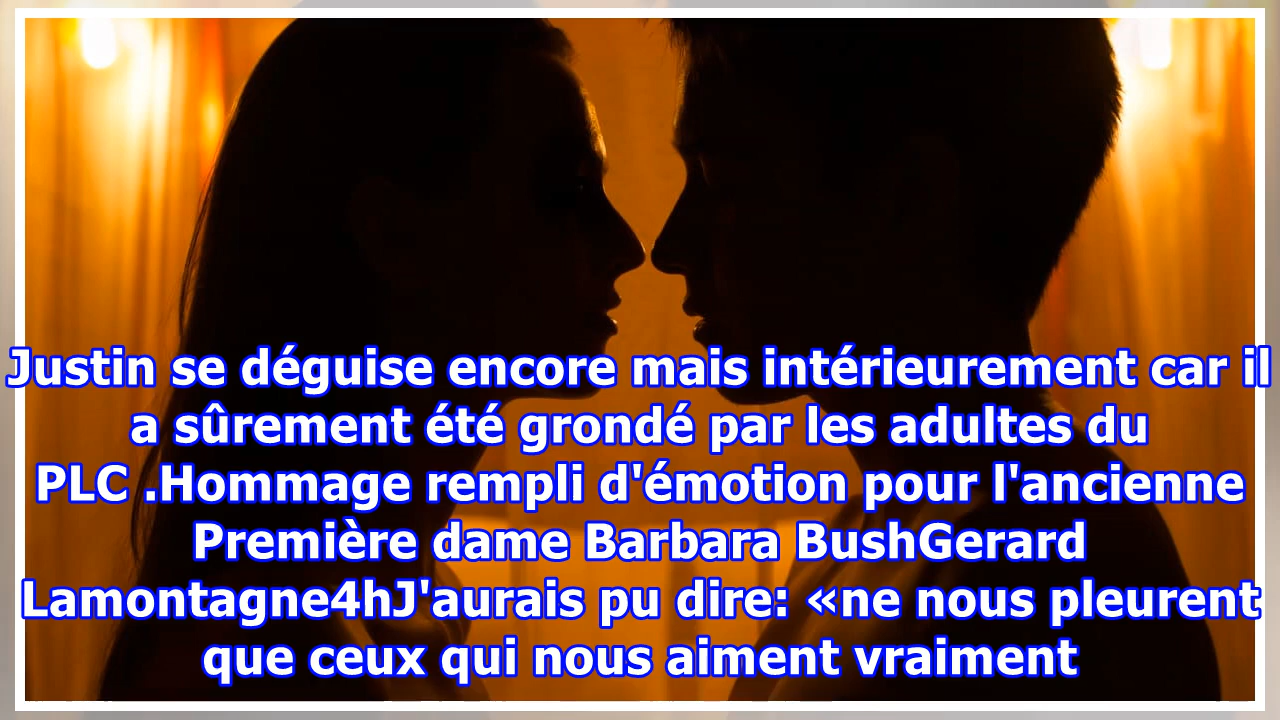 Justin se déguise encore mais intérieurement car il
a sûrement été grondé par les adultes du
PLC .Hommage rempli d'émotion pour l'ancienne
Première dame Barbara BushGerard
Lamontagne4hJ'aurais pu dire: «ne nous pleurent
que ceux qui nous aiment vraiment